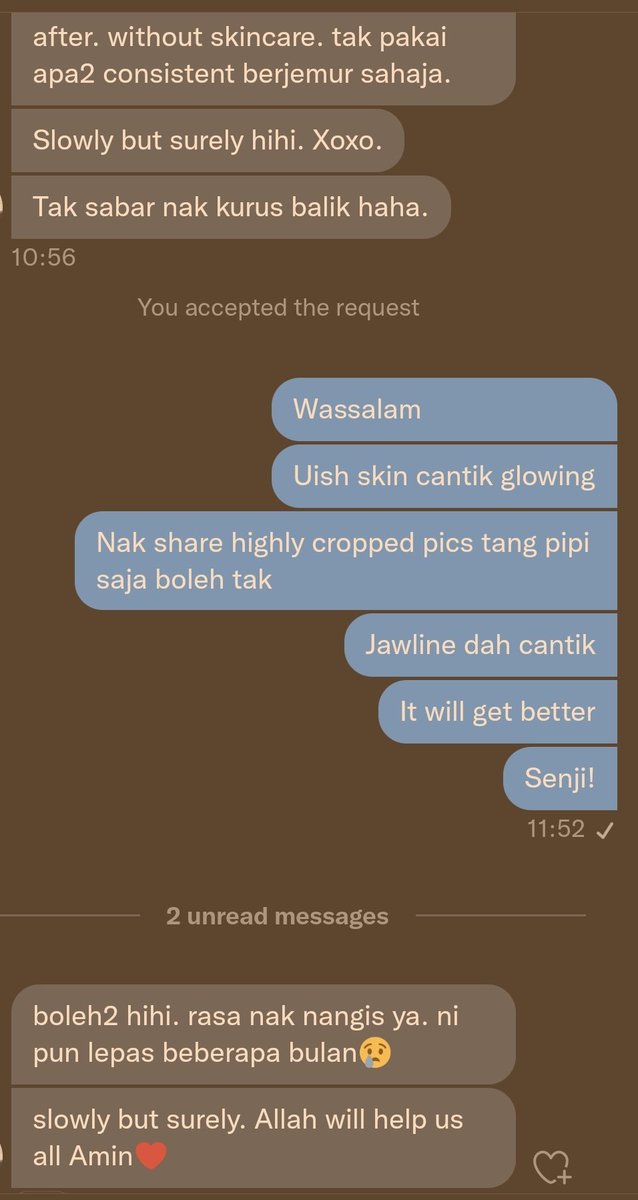 after. without skincare. tak pakai
apa2 consistent berjemur sahaja.
Slowly but surely hihi. Xoxo.
Tak sabar nak kurus balik haha.
10:56
You accepted the request
Wassalam
Uish skin cantik glowing
Nak share highly cropped pics tang pipi
saja boleh tak
Jawline dah cantik
It will get better
Senji!
11:52 ✓
2 unread messages
boleh2 hihi. rasa nak nangis ya. ni
pun lepas beberapa bulan😢
slowly but surely. Allah will help us
all Amin♥️